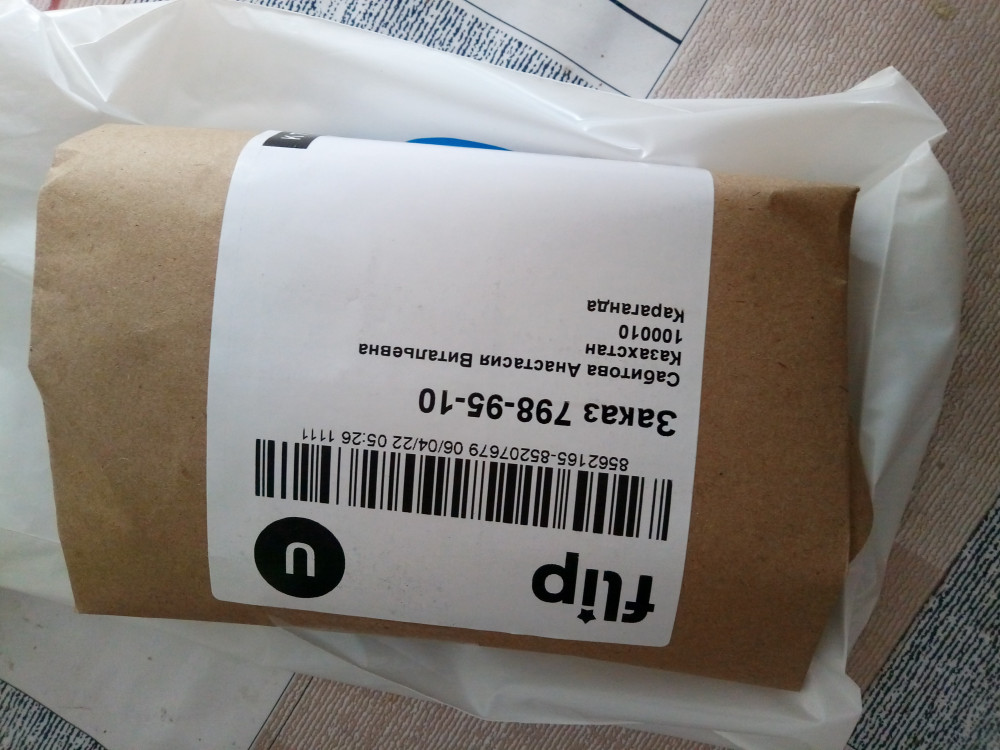 flip
U
8562165-85207679 06/04/22 05:26 1111
Заказ 798-95-10
Сабитова Анастасия Витальевна
Казахстан
100010
Караганда